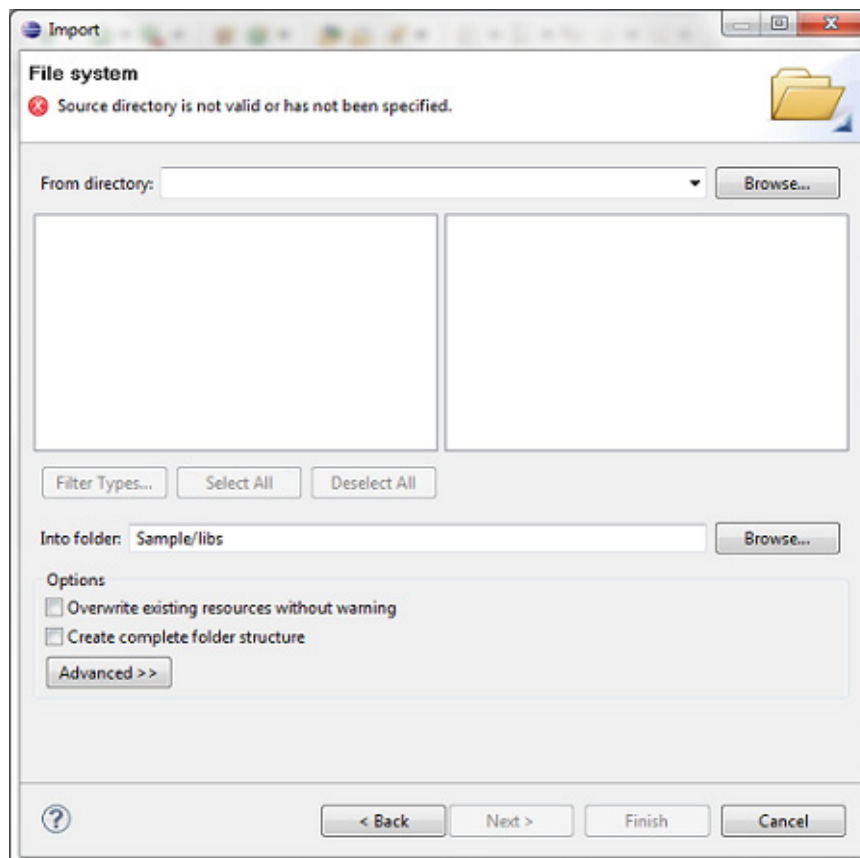 Import
File system
Source directory is not valid or has not been specified.
From directory: Browse...
Filter Types... Select All Deselect All
Into folder: Sample/libs Browse...
Options
Overwrite existing resources without warning
Create complete folder structure
Advanced >>
? < Back Next > Finish Cancel